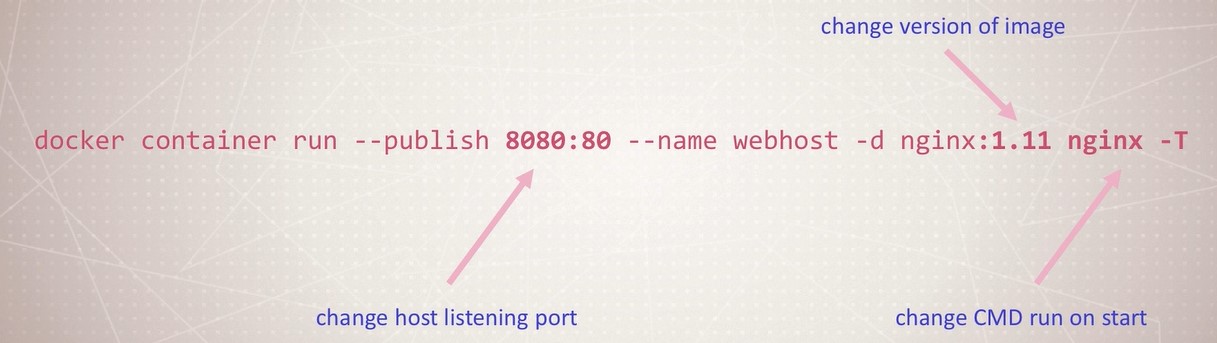 change version of image
docker container run --publish 8080:80 --name webhost -d nginx:1.11 nginx -T
change host listening port
change CMD run on start